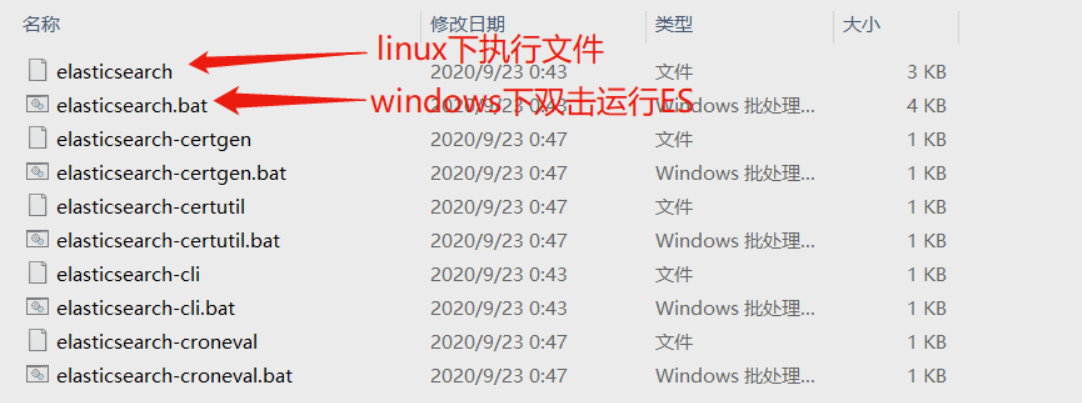 名称 修改日期 类型 大小
linux下执行文件
elasticsearch 2020/9/23 0:43 文件 3 KB
windows下双击运行ES
elasticsearch.bat 2020/9/23 0:43 Windows 批处理... 4 KB
elasticsearch-certgen 2020/9/23 0:47 文件 1 KB
elasticsearch-certgen.bat 2020/9/23 0:47 Windows 批处理... 1 KB
elasticsearch-certutil 2020/9/23 0:47 文件 1 KB
elasticsearch-certutil.bat 2020/9/23 0:47 Windows 批处理... 1 KB
elasticsearch-cli 2020/9/23 0:43 文件 1 KB
elasticsearch-cli.bat 2020/9/23 0:43 Windows 批处理... 1 KB
elasticsearch-croneval 2020/9/23 0:47 文件 1 KB
elasticsearch-croneval.bat 2020/9/23 0:47 Windows 批处理... 1 KB